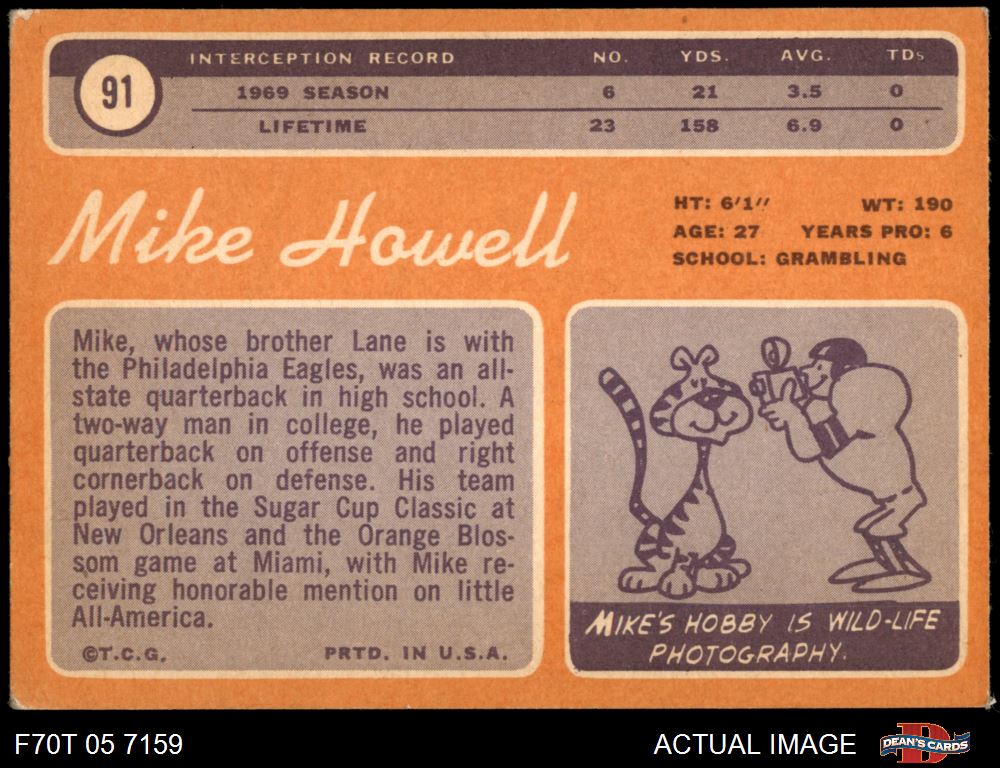 INTERCEPTION RECORD NO. YDS. AVG. TDs
91
1969 SEASON 6 21 3.5 0
LIFETIME 23 158 6.9 0
Mike Howell
HT: 6'1" WT: 190
AGE: 27 YEARS PRO: 6
SCHOOL: GRAMBLING
Mike, whose brother Lane is with
the Philadelphia Eagles, was an all-
state quarterback in high school. A
two-way man in college, he played
quarterback on offense and right
cornerback on defense. His team
played in the Sugar Cup Classic at
New Orleans and the Orange Blos-
som game at Miami, with Mike re-
ceiving honorable mention on little
All-America.
©T.C.G. PRTD. IN U.S.A.
MIKE'S HOBBY IS WILD-LIFE
PHOTOGRAPHY.
F70T 05 7159
ACTUAL IMAGE
D
DEAN'S CARDS